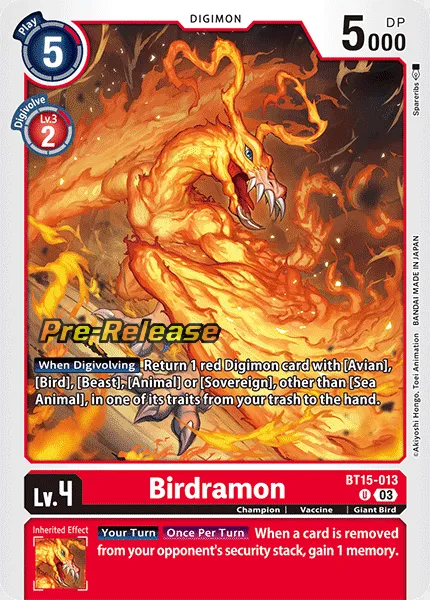 DIGIMON
Play
5
5000 DP
Digivolve
Lv.3
2
Spareribs
©Akiyoshi Hongo, Toei Animation BANDAI MADE IN JAPAN
Pre-Release
When Digivolving Return 1 red Digimon card with [Avian],
[Bird], [Beast], [Animal] or [Sovereign], other than [Sea
Animal], in one of its traits from your trash to the hand.
Lv.4
Birdramon
BT15-013
U 03
Champion | Vaccine | Giant Bird
Inherited Effect
Your Turn Once Per Turn When a card is removed
from your opponent's security stack, gain 1 memory.